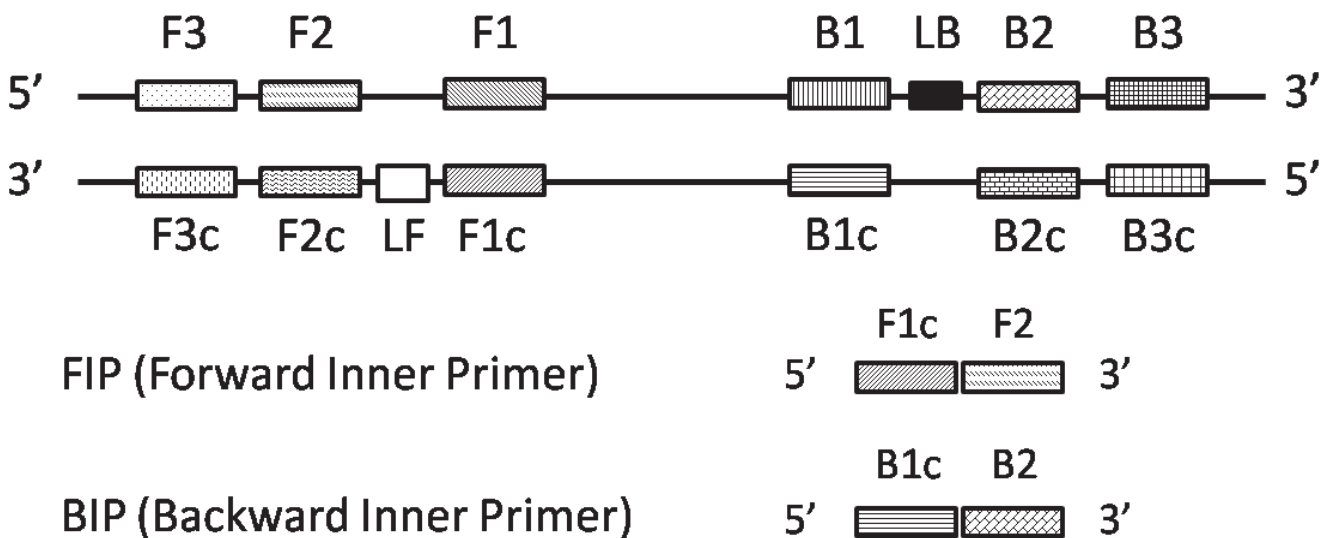 F3 F2 F1 B1 LB B2 B3
5’ 3’
3’ 5’
F3c F2c LF F1c B1c B2c B3c
F1c F2
FIP (Forward Inner Primer) 5’ 3’
B1c B2
BIP (Backward Inner Primer) 5’ 3’